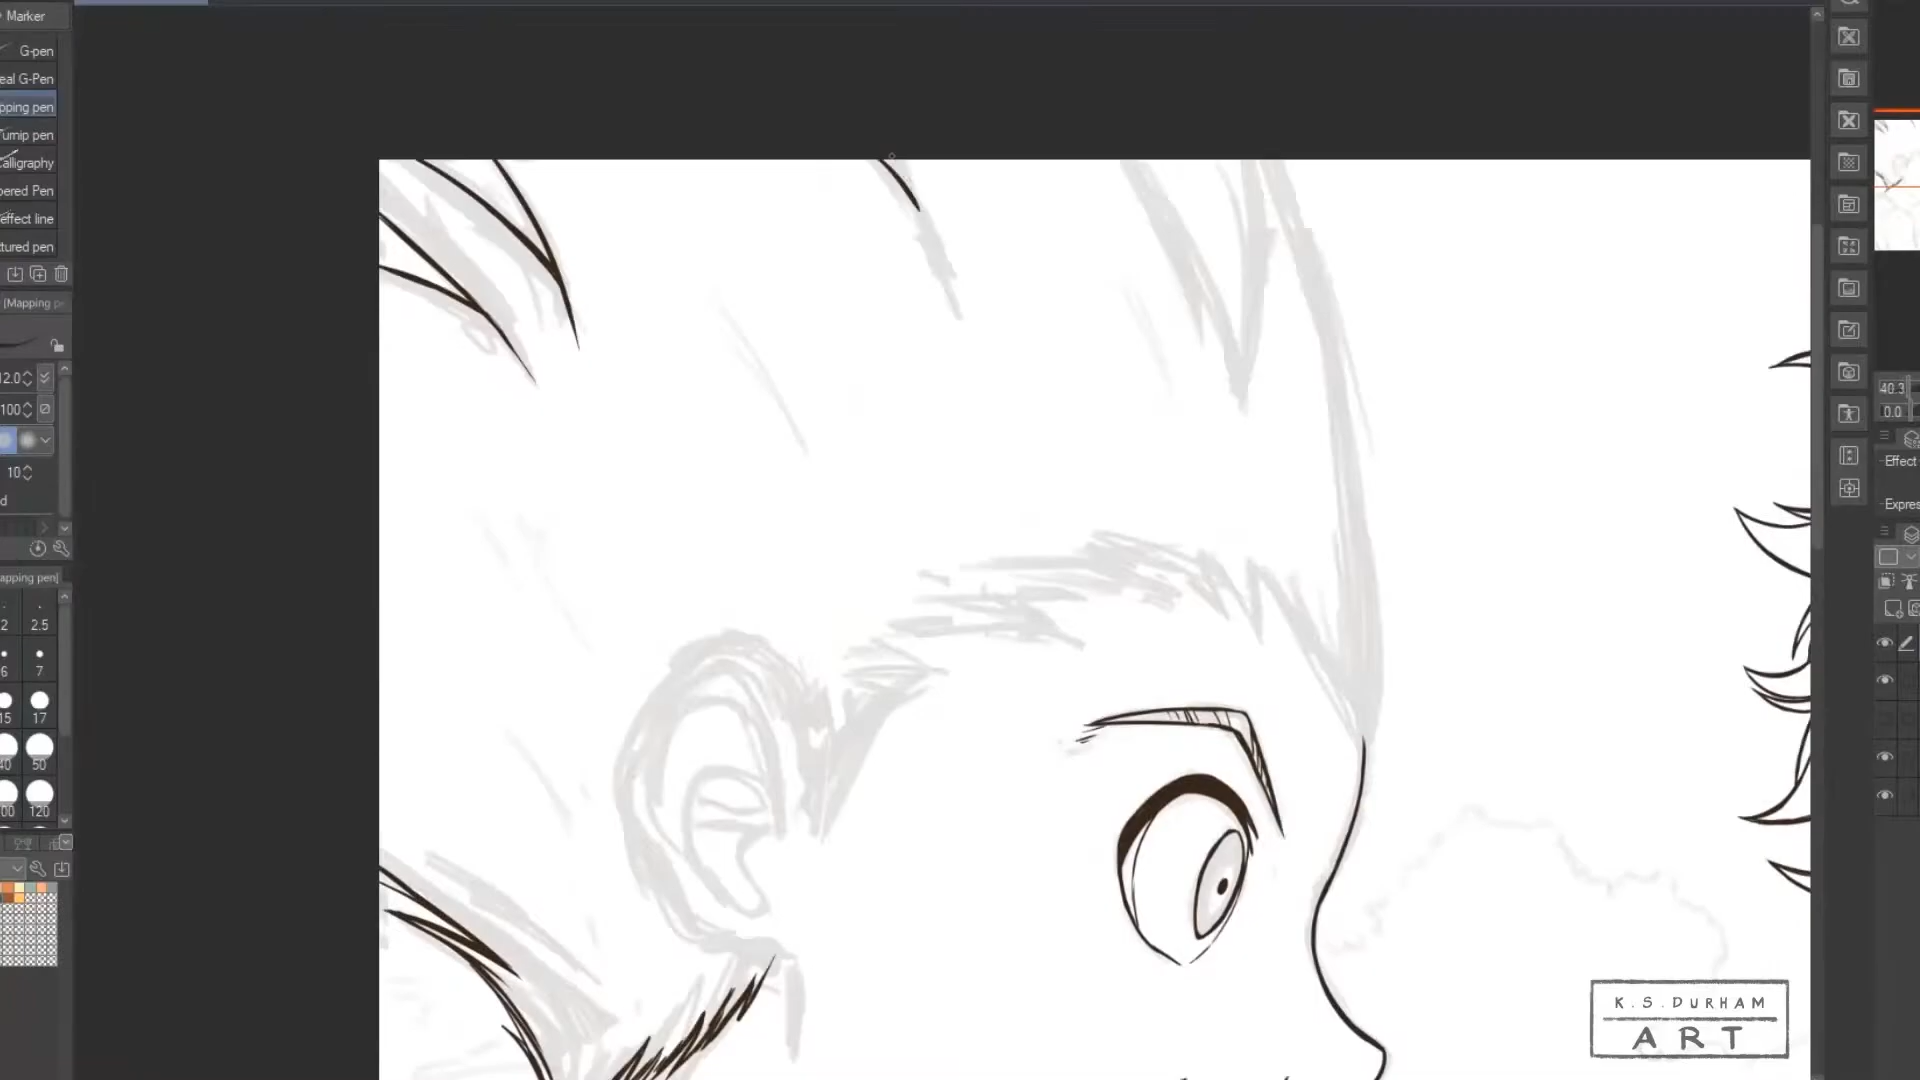 Marker
G-pen
eal G-Pen
pping pen
Turnip pen
Calligraphy
pered Pen
effect line
tured pen
(Mapping pe
12.0
100
10
d
apping pen]
2 2.5
6 7
15 17
40 50
00 120
40.3
0.0
Effect
Expres
K.S.DURHAM
ART